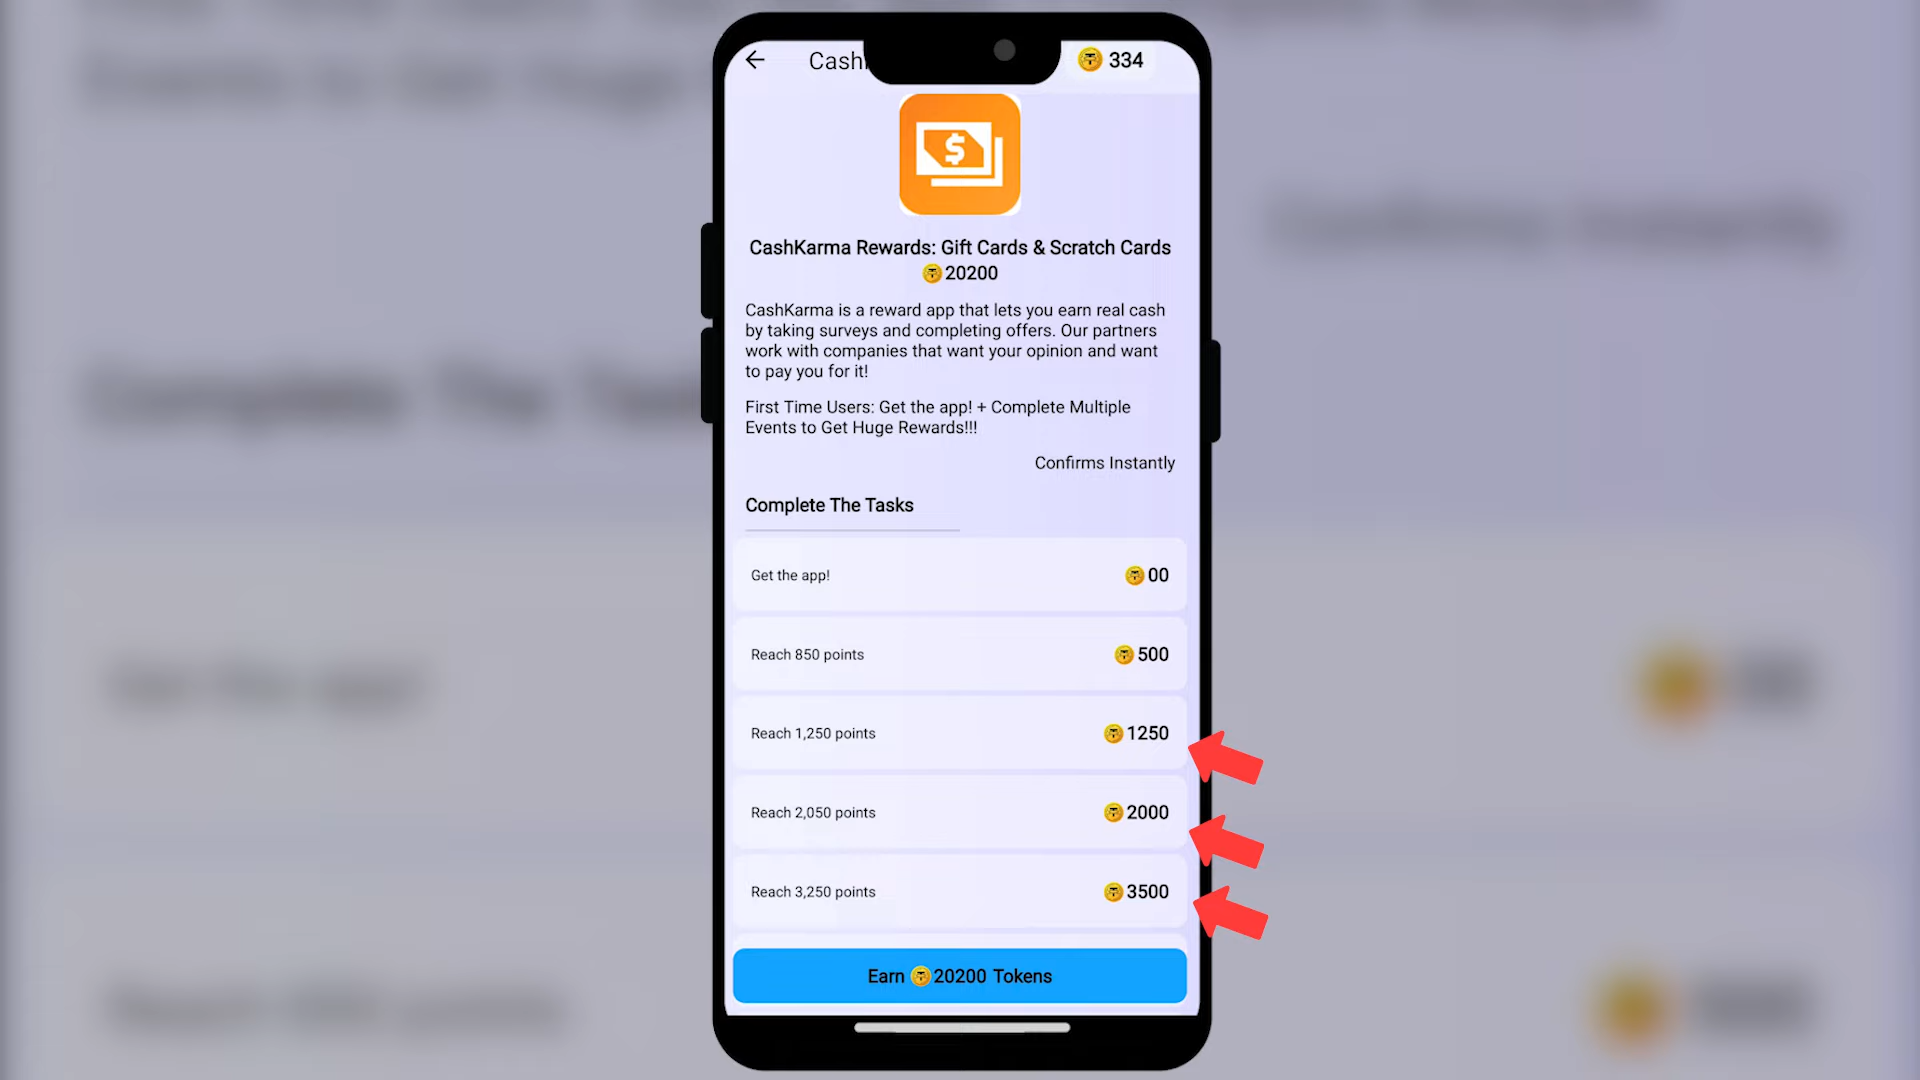 Cash
334
$
CashKarma Rewards: Gift Cards & Scratch Cards
20200
CashKarma is a reward app that lets you earn real cash
by taking surveys and completing offers. Our partners
work with companies that want your opinion and want
to pay you for it!
First Time Users: Get the app! + Complete Multiple
Events to Get Huge Rewards!!!
Confirms Instantly
Complete The Tasks
Get the app! 00
Reach 850 points 500
Reach 1,250 points 1250
Reach 2,050 points 2000
Reach 3,250 points 3500
Earn 20200 Tokens